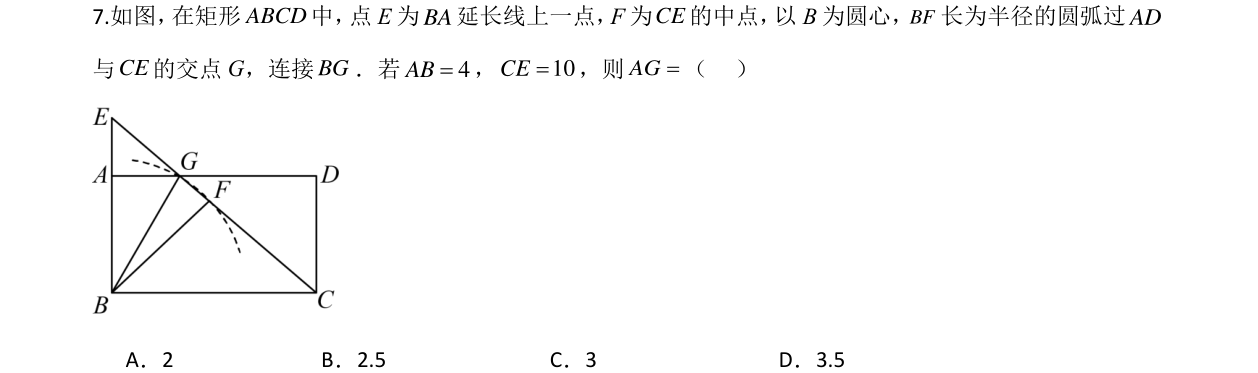 7.如图，在矩形ABCD中，点E为BA延长线上一点，F为CE的中点，以B为圆心，BF长为半径的圆弧过AD
与CE的交点G，连接BG．若AB=4，CE=10，则AG=（ ）
E
G
A
D
F
B
C
A．2 B．2.5 C．3 D．3.5